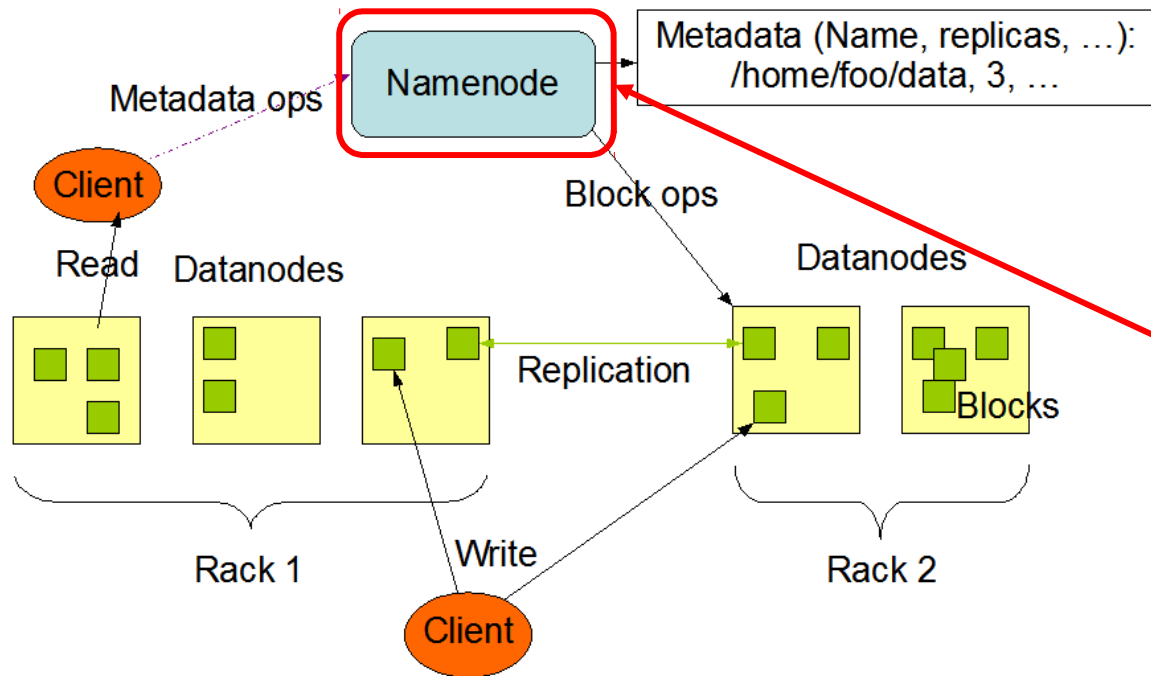 Metadata (Name, replicas, …):
/home/foo/data, 3, …
Namenode
Metadata ops
Client
Block ops
Read
Datanodes
Datanodes
Replication
Blocks
Rack 1
Write
Rack 2
Client